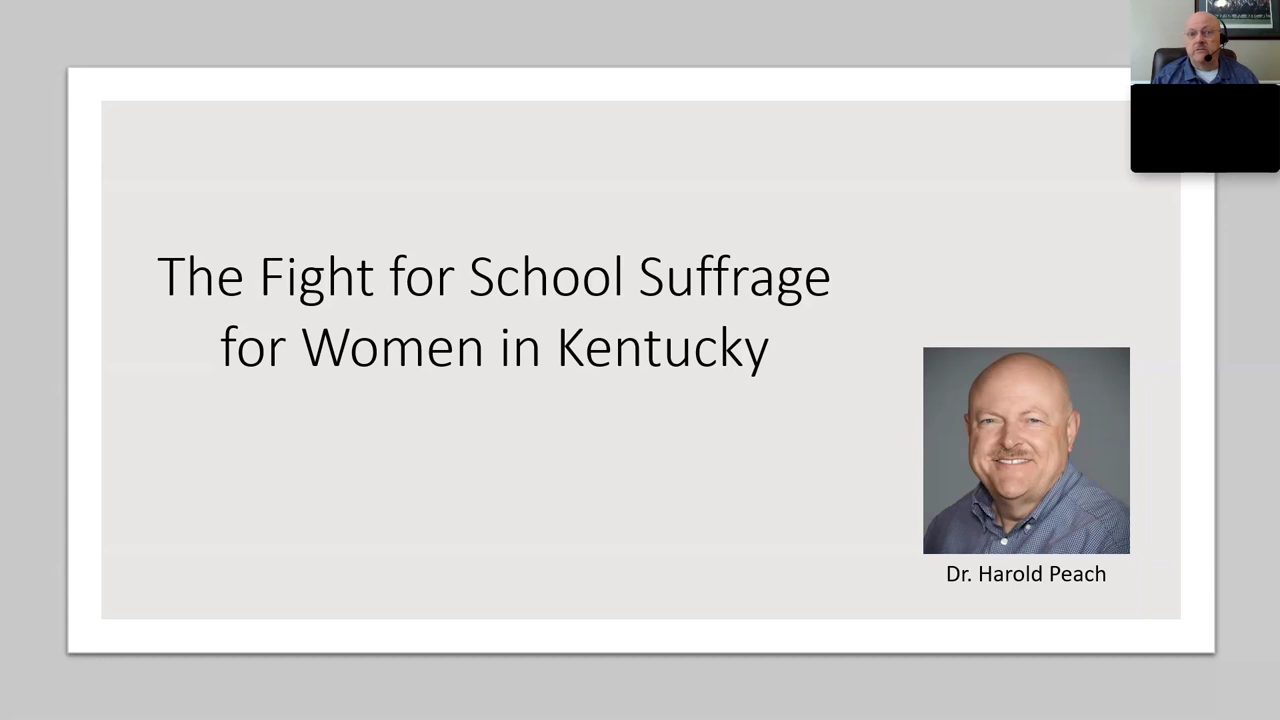 The Fight for School Suffrage
for Women in Kentucky
Dr. Harold Peach